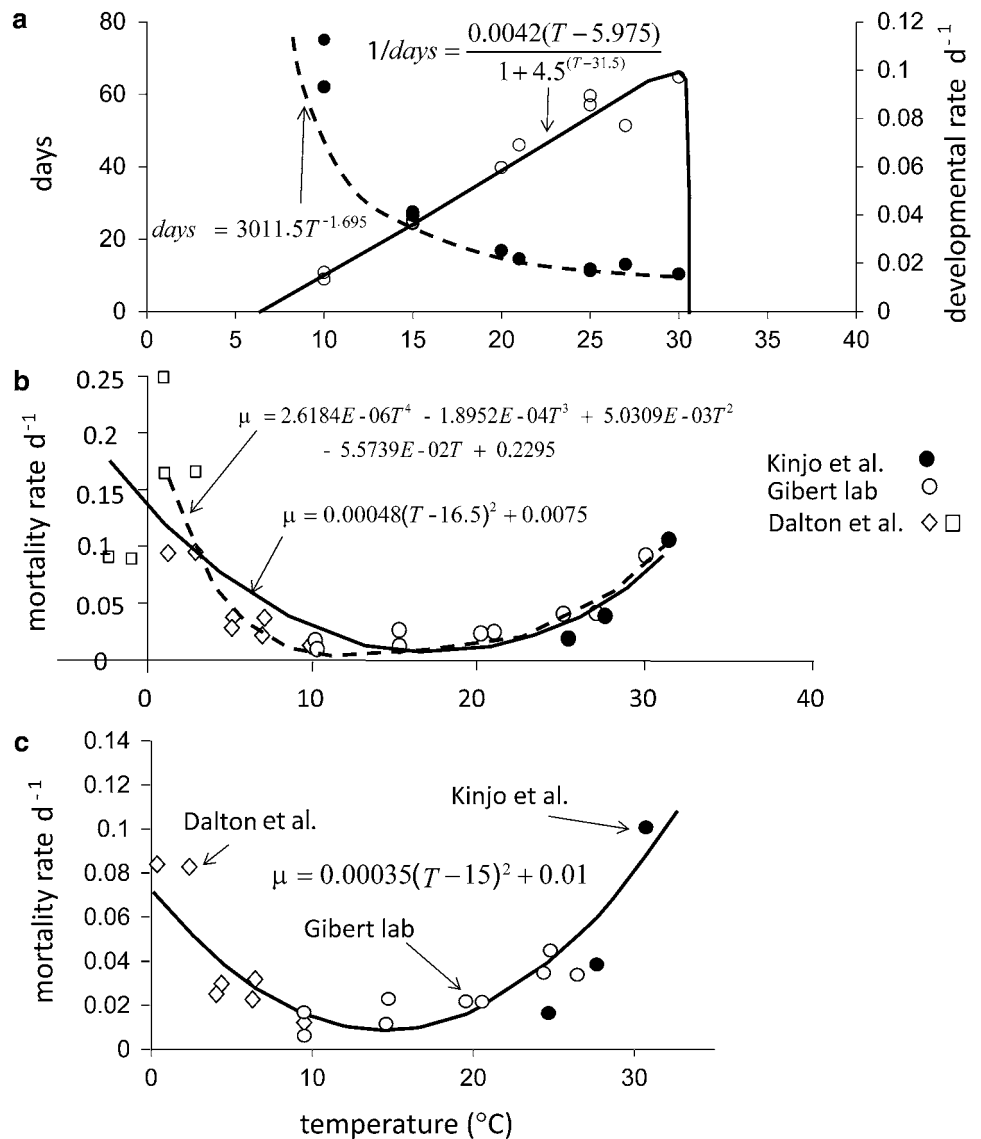 a
80
60
40
20
0
days
0.12
0.1
0.08
0.06
0.04
0.02
0
developmental rate d⁻¹
1/days = 0.0042(T − 5.975)
1 + 4.5^(T−31.5)
days = 3011.5T^−1.695
0 5 10 15 20 25 30 35 40
b
0.25
0.2
0.15
0.1
0.05
0
mortality rate d⁻¹
μ = 2.6184E-06T⁴ - 1.8952E-04T³ + 5.0309E-03T²
- 5.5739E-02T + 0.2295
μ = 0.00048(T − 16.5)² + 0.0075
Kinjo et al.
Gibert lab
Dalton et al.
0 10 20 30 40
c
0.14
0.12
0.1
0.08
0.06
0.04
0.02
0
mortality rate d⁻¹
Kinjo et al.
Dalton et al.
μ = 0.00035(T − 15)² + 0.01
Gibert lab
0 10 20 30
temperature (°C)